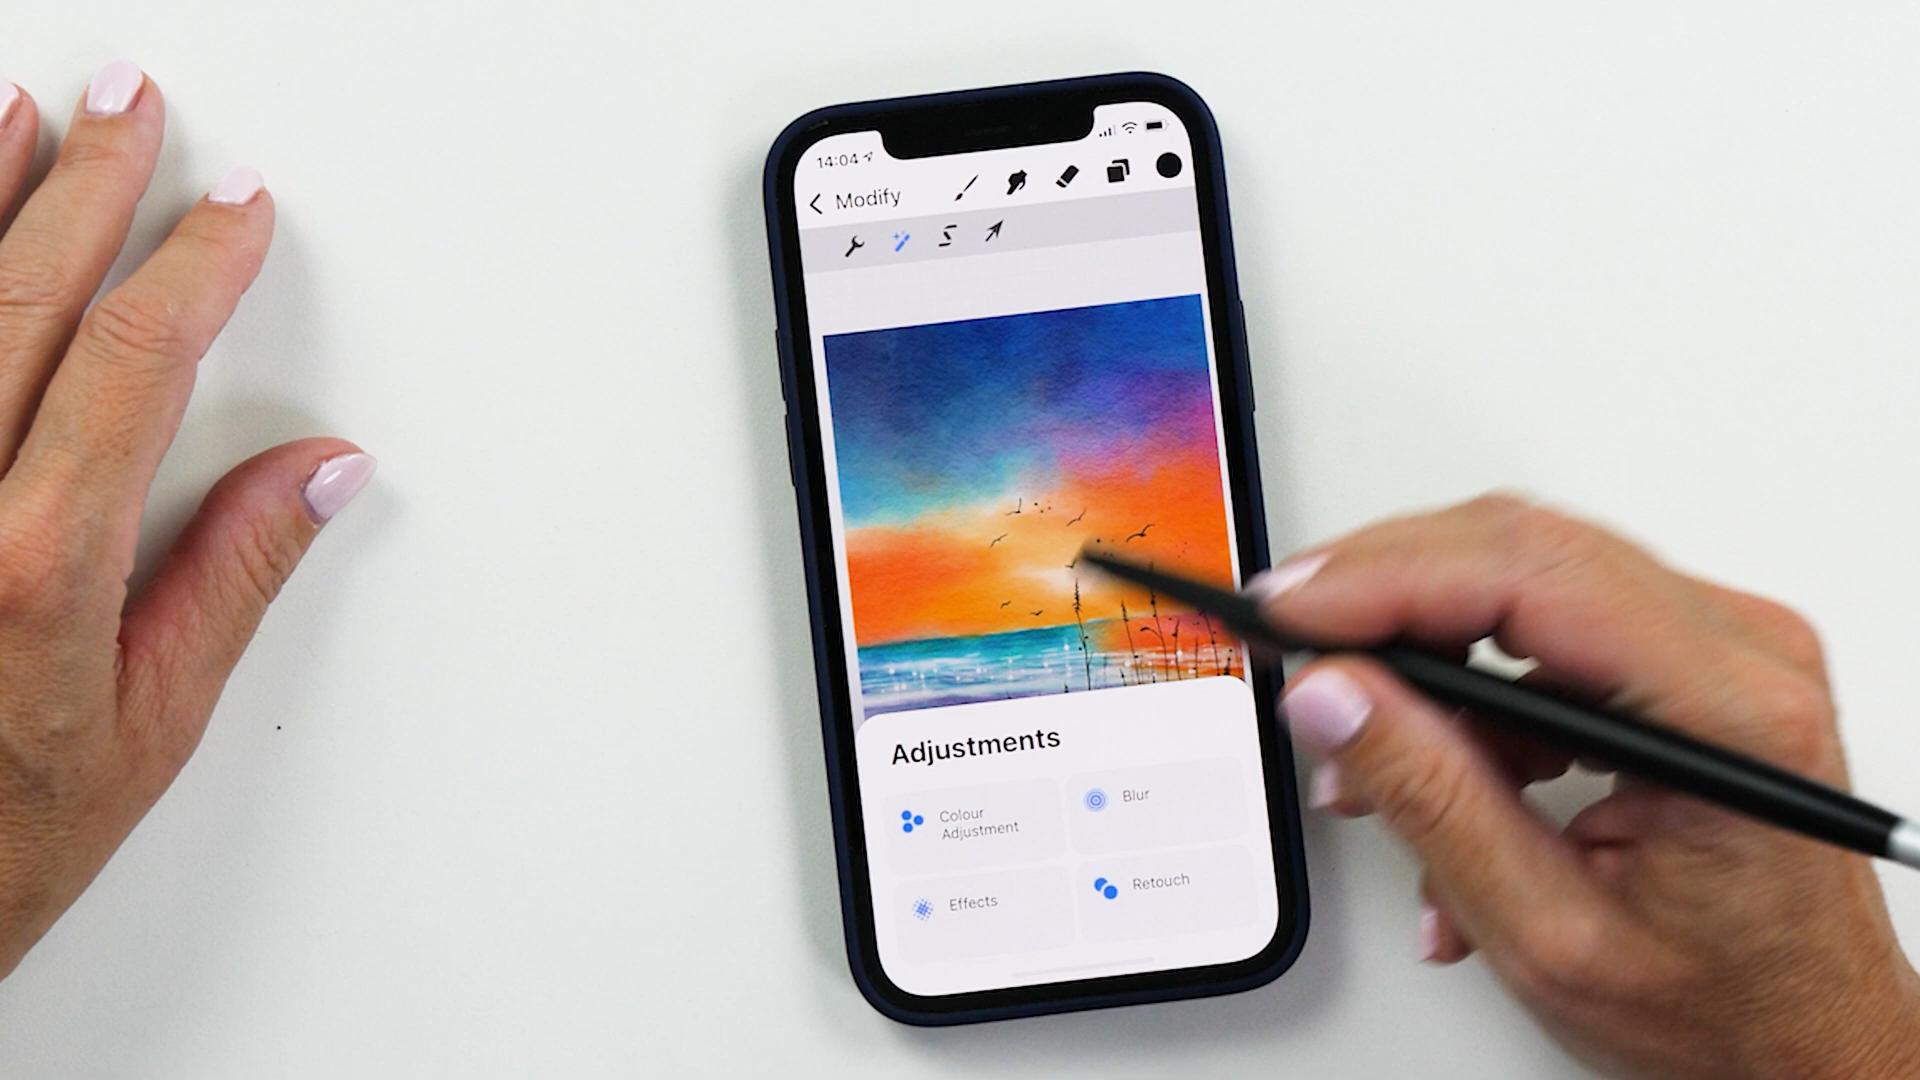 14:04
Modify
Adjustments
Colour
Adjustment
Blur
Effects
Retouch